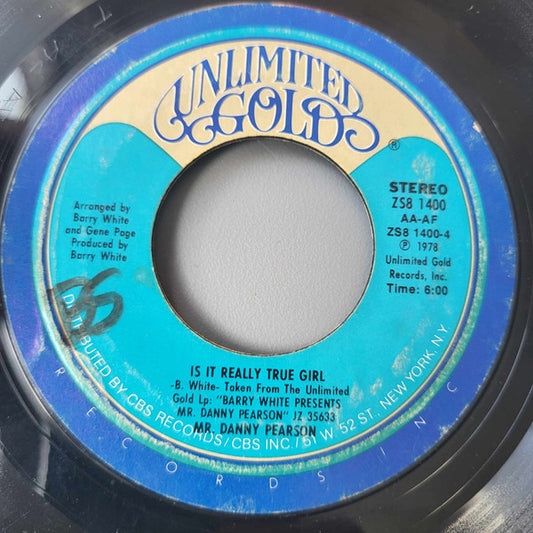 UNLIMITED
GOLD
®
Arranged by
Barry White
and Gene Page
Produced by
Barry White
STEREO
ZS8 1400
AA-AF
ZS8 1400-4
Ⓟ 1978
Unlimited Gold
Records, Inc.
Time: 6:00
IS IT REALLY TRUE GIRL
-B. White- Taken From The Unlimited
Gold Lp: "BARRY WHITE PRESENTS
MR. DANNY PEARSON" JZ 35633
MR. DANNY PEARSON
DISTRIBUTED BY CBS RECORDS/CBS INC./51 W. 52 ST. NEW YORK, N.Y.
RECORDS INC